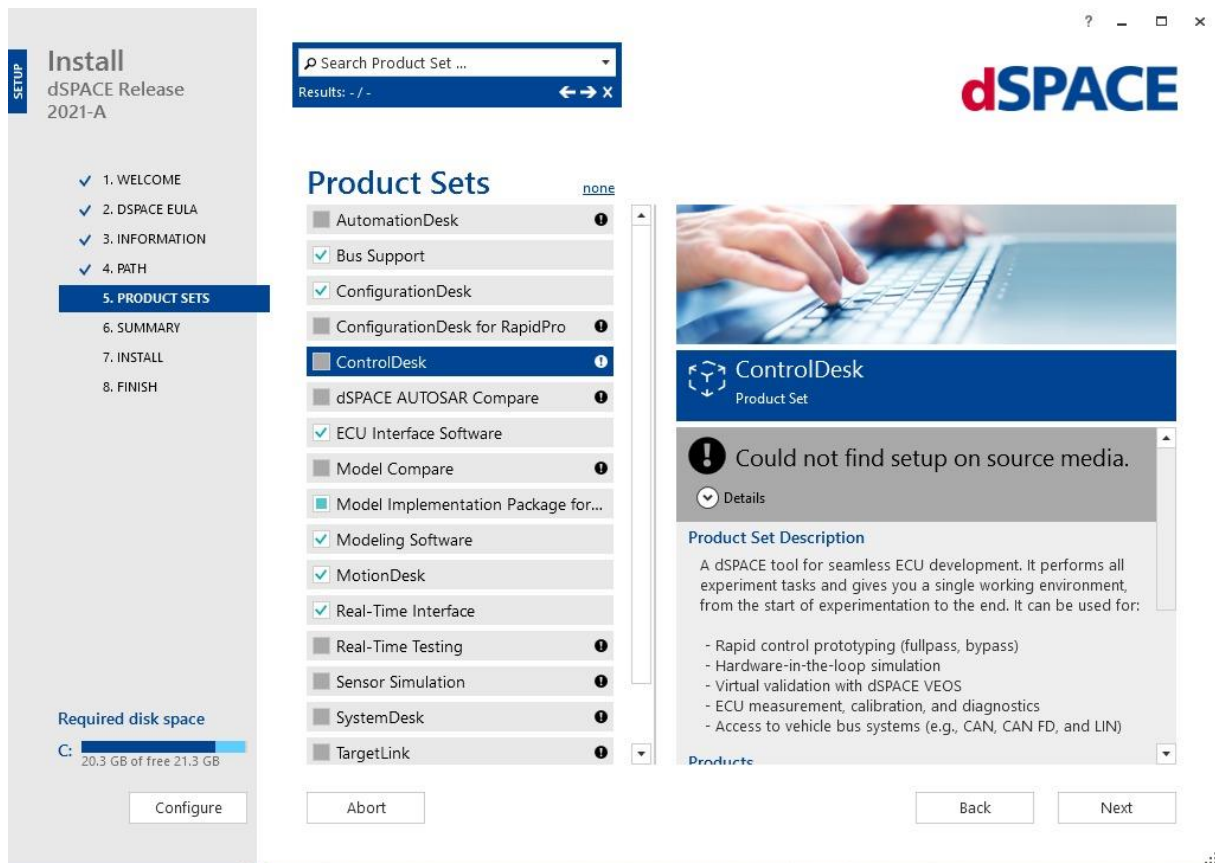 ?
SETUP
Install
dSPACE Release
2021-A
Search Product Set ...
Results: - / -
X
dSPACE
1. WELCOME
2. DSPACE EULA
3. INFORMATION
4. PATH
5. PRODUCT SETS
6. SUMMARY
7. INSTALL
8. FINISH
Product Sets
none
AutomationDesk
Bus Support
ConfigurationDesk
ConfigurationDesk for RapidPro
ControlDesk
dSPACE AUTOSAR Compare
ECU Interface Software
Model Compare
Model Implementation Package for...
Modeling Software
MotionDesk
Real-Time Interface
Real-Time Testing
Sensor Simulation
SystemDesk
TargetLink
ControlDesk
Product Set
Could not find setup on source media.
Details
Product Set Description
A dSPACE tool for seamless ECU development. It performs all
experiment tasks and gives you a single working environment,
from the start of experimentation to the end. It can be used for:
- Rapid control prototyping (fullpass, bypass)
- Hardware-in-the-loop simulation
- Virtual validation with dSPACE VEOS
- ECU measurement, calibration, and diagnostics
- Access to vehicle bus systems (e.g., CAN, CAN FD, and LIN)
Products
Required disk space
C:
20.3 GB of free 21.3 GB
Configure
Abort
Back
Next